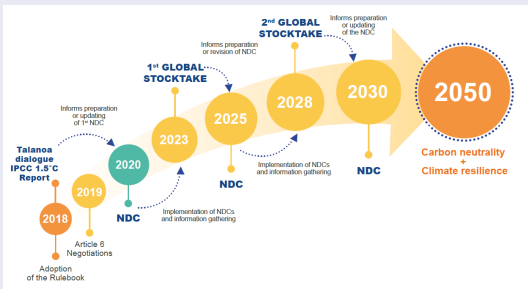 Talanoa
dialogue
IPCC 1.5°C
Report
2018
Adoption
of the Rulebook
2019
Article 6
Negotiations
Informs preparation
or updating
of 1st NDC
2020
NDC
Implementation of NDCs
and information gathering
1st GLOBAL
STOCKTAKE
2023
Informs preparation
or revision of NDC
2025
NDC
Implementation of NDCs
and information gathering
2nd GLOBAL
STOCKTAKE
2028
Informs preparation
or updating
of the NDC
2030
NDC
2050
Carbon neutrality
+
Climate resilience